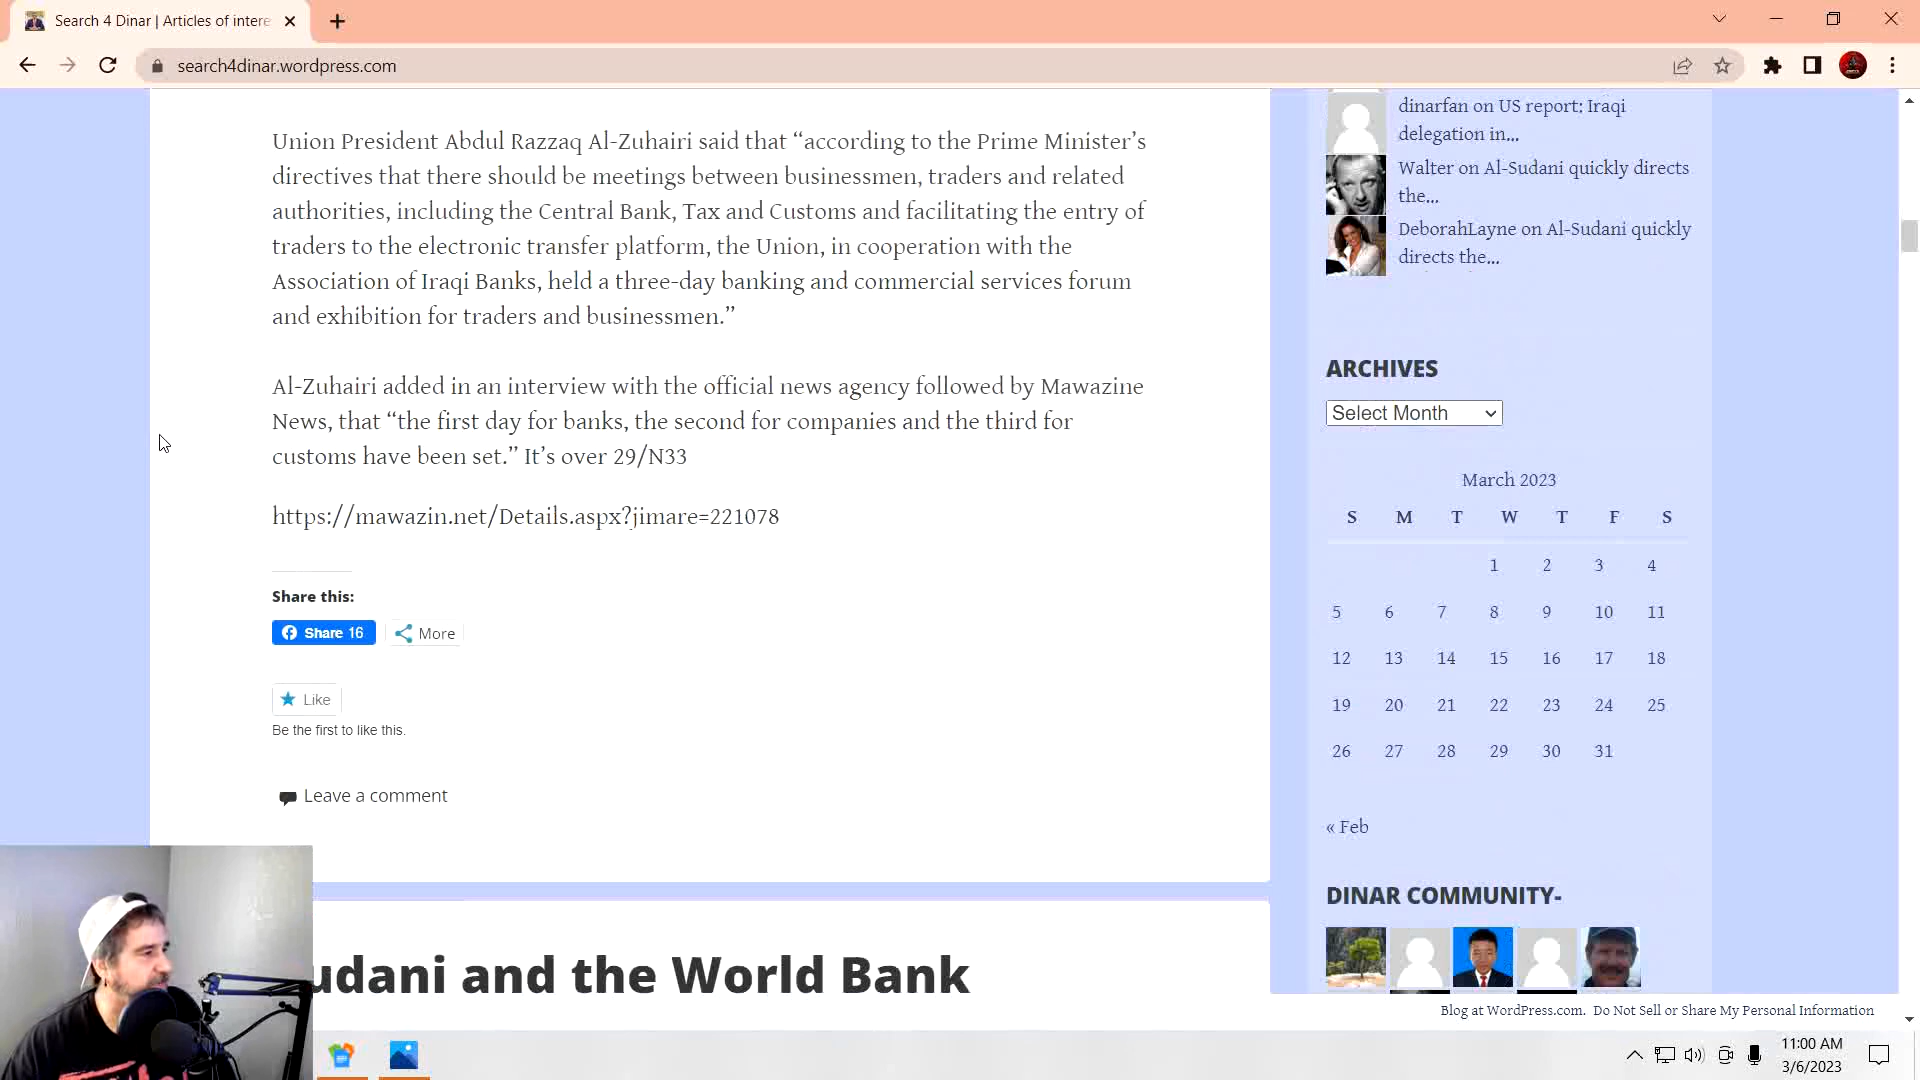 Search 4 Dinar | Articles of intere
search4dinar.wordpress.com
Union President Abdul Razzaq Al-Zuhairi said that “according to the Prime Minister’s
directives that there should be meetings between businessmen, traders and related
authorities, including the Central Bank, Tax and Customs and facilitating the entry of
traders to the electronic transfer platform, the Union, in cooperation with the
Association of Iraqi Banks, held a three-day banking and commercial services forum
and exhibition for traders and businessmen.”
Al-Zuhairi added in an interview with the official news agency followed by Mawazine
News, that “the first day for banks, the second for companies and the third for
customs have been set.” It’s over 29/N33
https://mawazin.net/Details.aspx?jimare=221078
Share this:
Share 16
More
Like
Be the first to like this.
Leave a comment
udani and the World Bank
dinarfan on US report: Iraqi
delegation in...
Walter on Al-Sudani quickly directs
the...
DeborahLayne on Al-Sudani quickly
directs the...
ARCHIVES
Select Month
March 2023
S M T W T F S
1 2 3 4
5 6 7 8 9 10 11
12 13 14 15 16 17 18
19 20 21 22 23 24 25
26 27 28 29 30 31
« Feb
DINAR COMMUNITY-
Blog at WordPress.com. Do Not Sell or Share My Personal Information
11:00 AM
3/6/2023